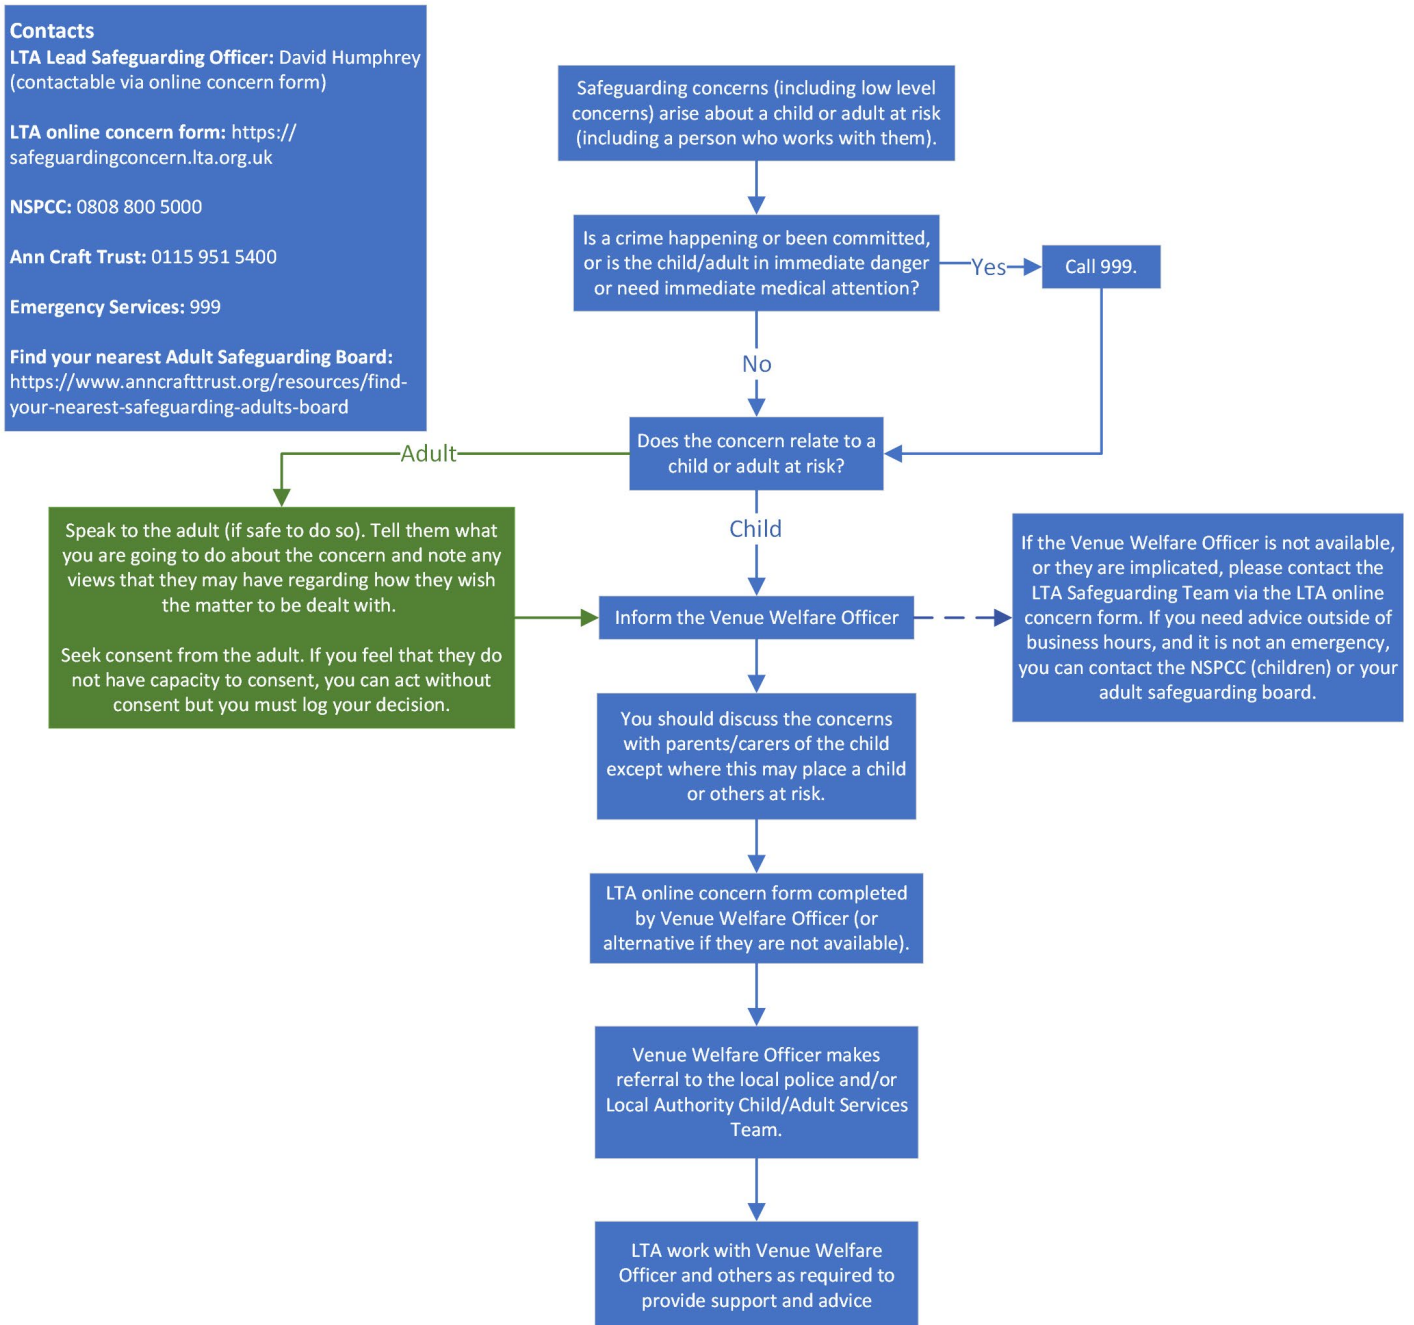 Contacts
LTA Lead Safeguarding Officer: David Humphrey
(contactable via online concern form)
LTA online concern form: https://
safeguardingconcern.lta.org.uk
NSPCC: 0808 800 5000
Ann Craft Trust: 0115 951 5400
Emergency Services: 999
Find your nearest Adult Safeguarding Board:
https://www.anncrafttrust.org/resources/find-
your-nearest-safeguarding-adults-board
Safeguarding concerns (including low level
concerns) arise about a child or adult at risk
(including a person who works with them).
Is a crime happening or been committed,
or is the child/adult in immediate danger
or need immediate medical attention?
Yes
Call 999.
No
Does the concern relate to a
child or adult at risk?
Adult
Speak to the adult (if safe to do so). Tell them what
you are going to do about the concern and note any
views that they may have regarding how they wish
the matter to be dealt with.
Seek consent from the adult. If you feel that they do
not have capacity to consent, you can act without
consent but you must log your decision.
Child
Inform the Venue Welfare Officer
If the Venue Welfare Officer is not available,
or they are implicated, please contact the
LTA Safeguarding Team via the LTA online
concern form. If you need advice outside of
business hours, and it is not an emergency,
you can contact the NSPCC (children) or your
adult safeguarding board.
You should discuss the concerns
with parents/carers of the child
except where this may place a child
or others at risk.
LTA online concern form completed
by Venue Welfare Officer (or
alternative if they are not available).
Venue Welfare Officer makes
referral to the local police and/or
Local Authority Child/Adult Services
Team.
LTA work with Venue Welfare
Officer and others as required to
provide support and advice